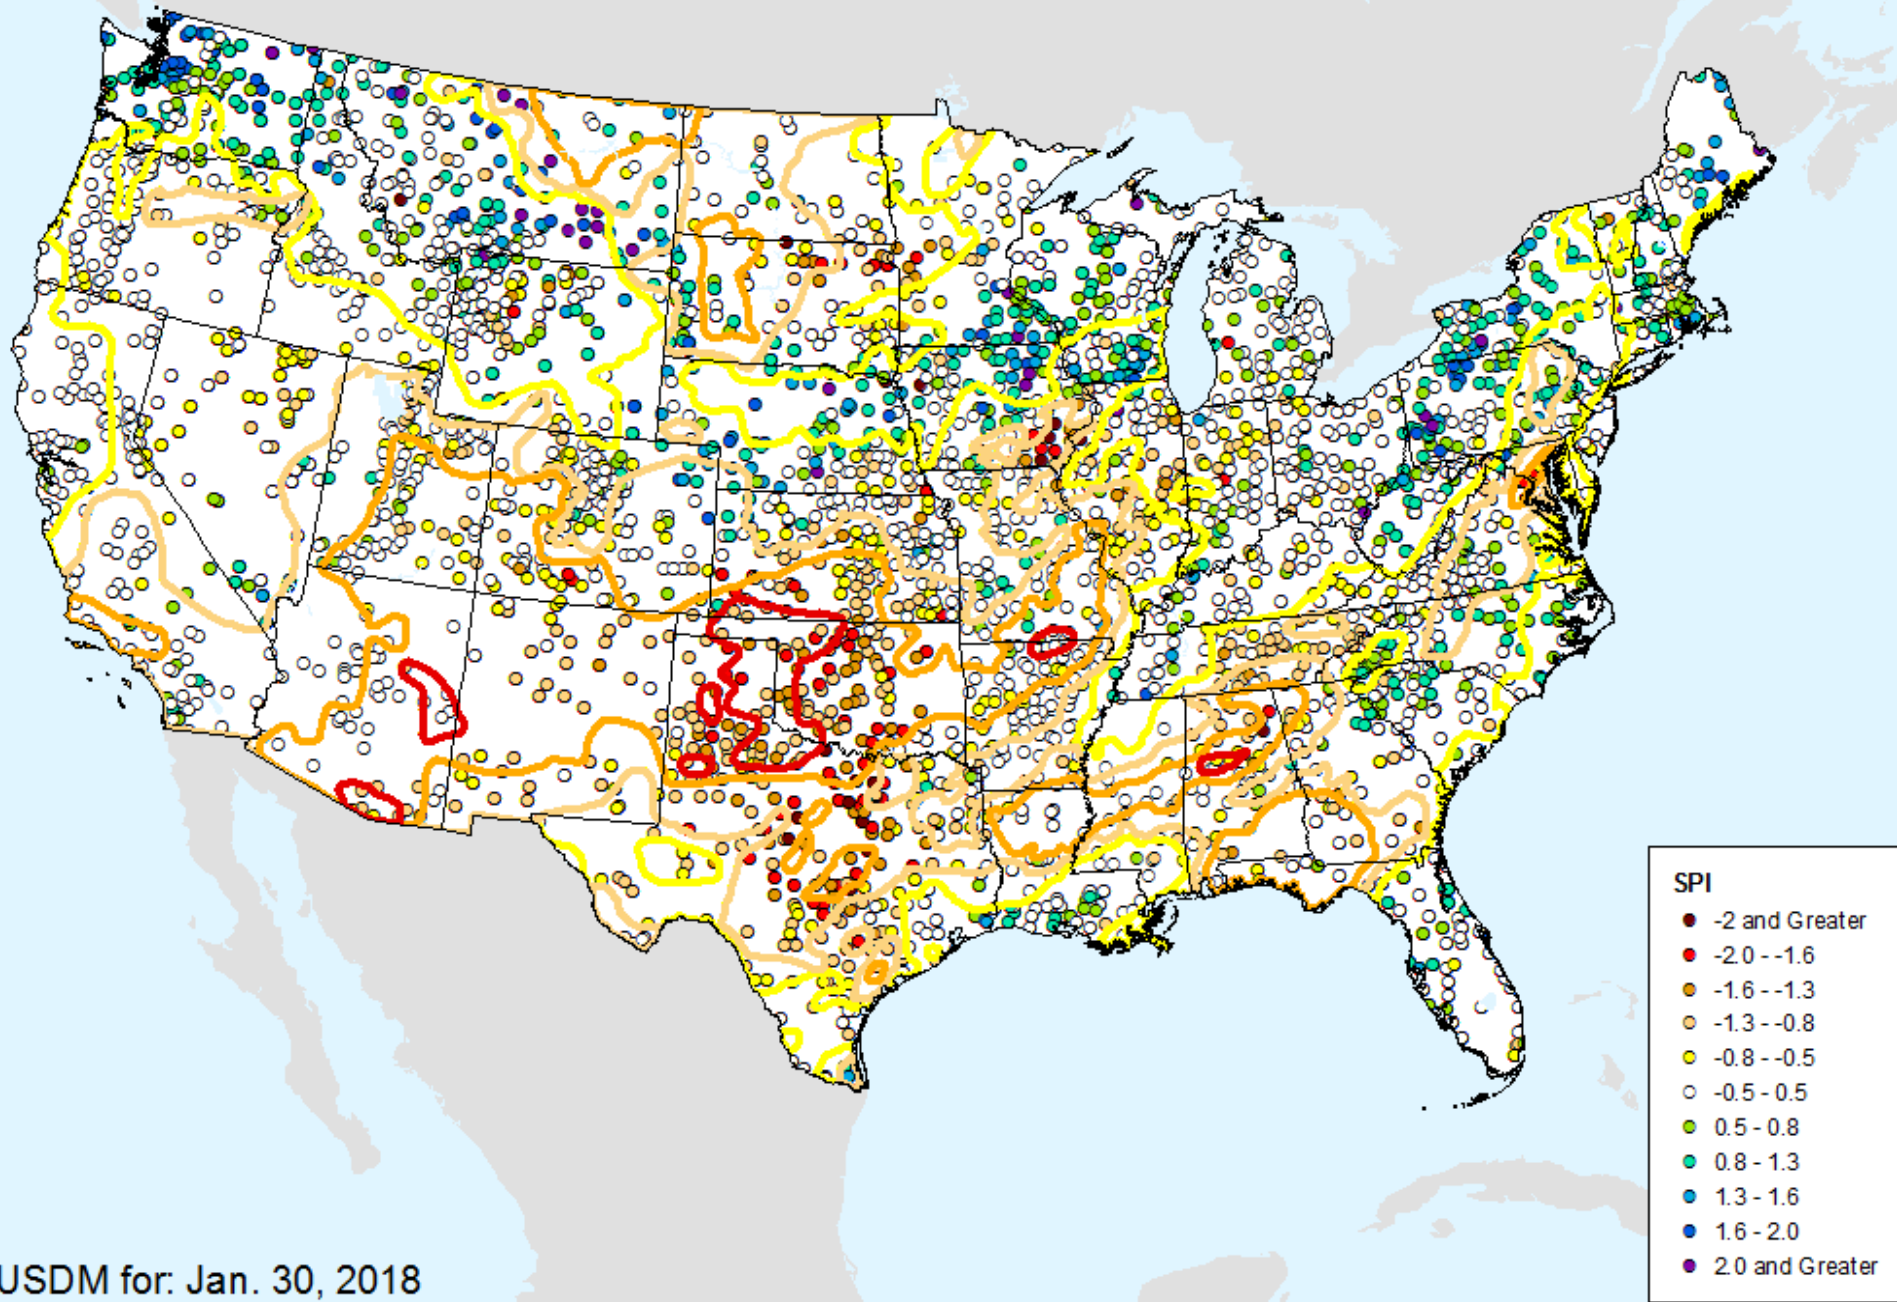 SPI
-2 and Greater
-2.0 - -1.6
-1.6 - -1.3
-1.3 - -0.8
-0.8 - -0.5
-0.5 - 0.5
0.5 - 0.8
0.8 - 1.3
1.3 - 1.6
1.6 - 2.0
2.0 and Greater
USDM for: Jan. 30, 2018